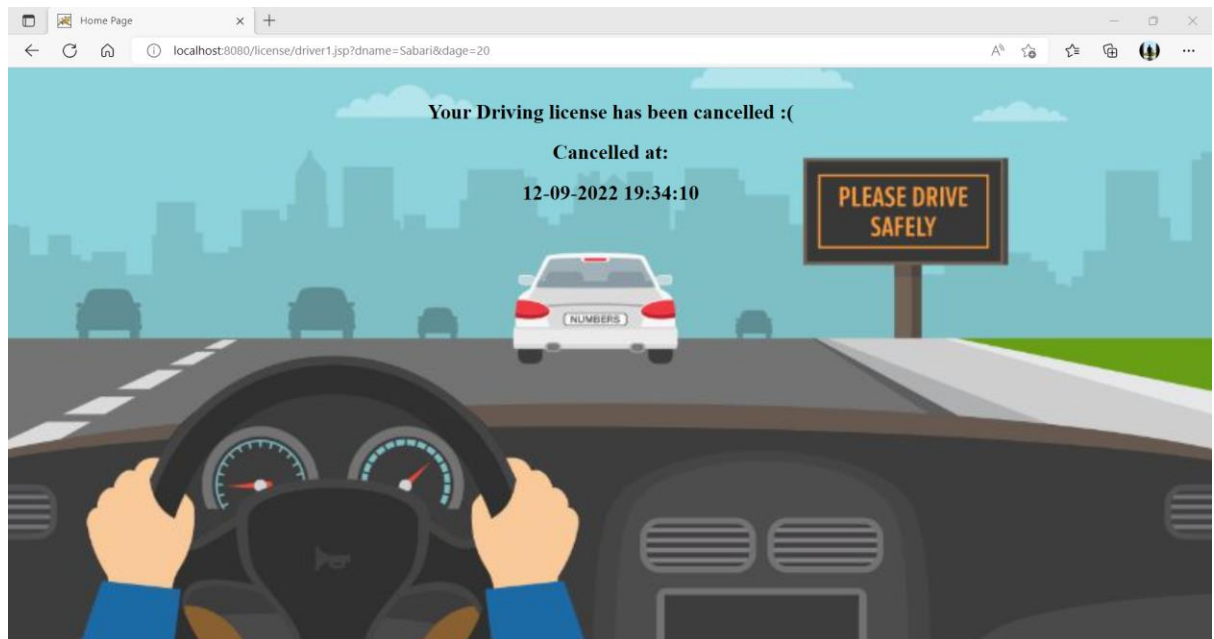 Home Page
localhost:8080/license/driver1.jsp?dname=Sabari&dage=20
Your Driving license has been cancelled :(
Cancelled at:
12-09-2022 19:34:10
PLEASE DRIVE
SAFELY
NUMBERS